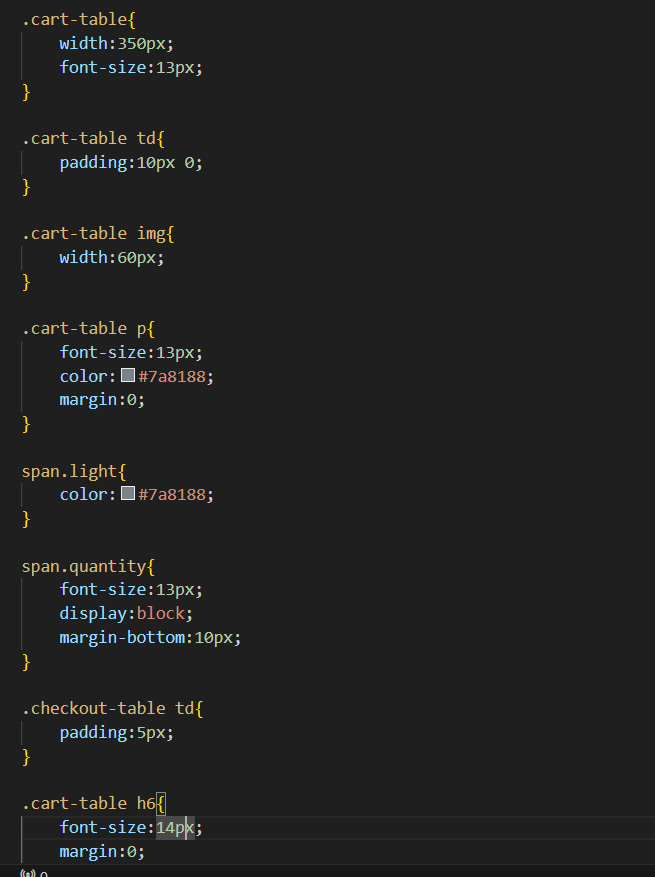 .cart-table{
    width:350px;
    font-size:13px;
}

.cart-table td{
    padding:10px 0;
}

.cart-table img{
    width:60px;
}

.cart-table p{
    font-size:13px;
    color:#7a8188;
    margin:0;
}

span.light{
    color:#7a8188;
}

span.quantity{
    font-size:13px;
    display:block;
    margin-bottom:10px;
}

.checkout-table td{
    padding:5px;
}

.cart-table h6{
    font-size:14px;
    margin:0;
0